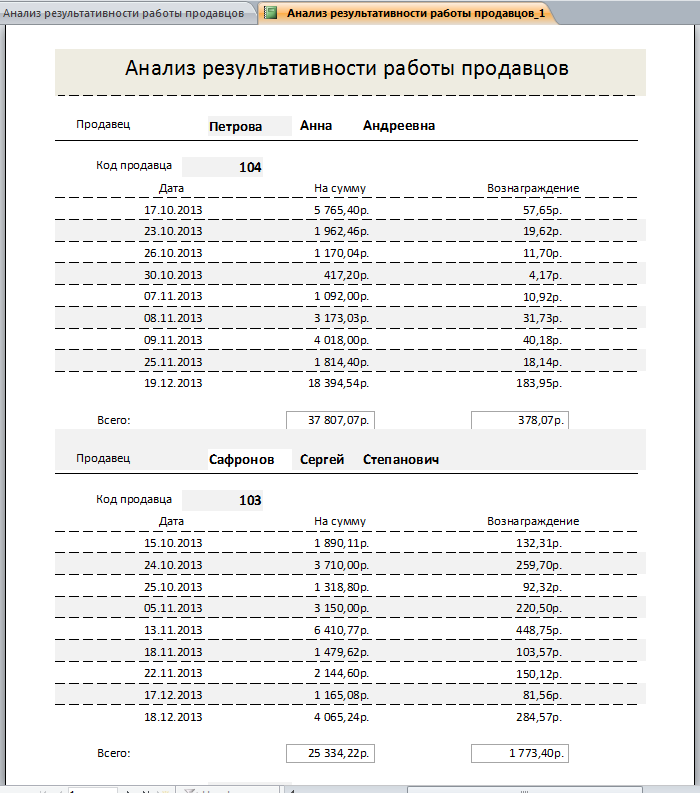 Анализ результативности работы продавцов
Анализ результативности работы продавцов_1
Анализ результативности работы продавцов
Продавец Петрова Анна Андреевна
Код продавца 104
Дата На сумму Вознаграждение
17.10.2013 5 765,40р. 57,65р.
23.10.2013 1 962,46р. 19,62р.
26.10.2013 1 170,04р. 11,70р.
30.10.2013 417,20р. 4,17р.
07.11.2013 1 092,00р. 10,92р.
08.11.2013 3 173,03р. 31,73р.
09.11.2013 4 018,00р. 40,18р.
25.11.2013 1 814,40р. 18,14р.
19.12.2013 18 394,54р. 183,95р.
Всего: 37 807,07р. 378,07р.
Продавец Сафронов Сергей Степанович
Код продавца 103
Дата На сумму Вознаграждение
15.10.2013 1 890,11р. 132,31р.
24.10.2013 3 710,00р. 259,70р.
25.10.2013 1 318,80р. 92,32р.
05.11.2013 3 150,00р. 220,50р.
13.11.2013 6 410,77р. 448,75р.
18.11.2013 1 479,62р. 103,57р.
22.11.2013 2 144,60р. 150,12р.
17.12.2013 1 165,08р. 81,56р.
18.12.2013 4 065,24р. 284,57р.
Всего: 25 334,22р. 1 773,40р.